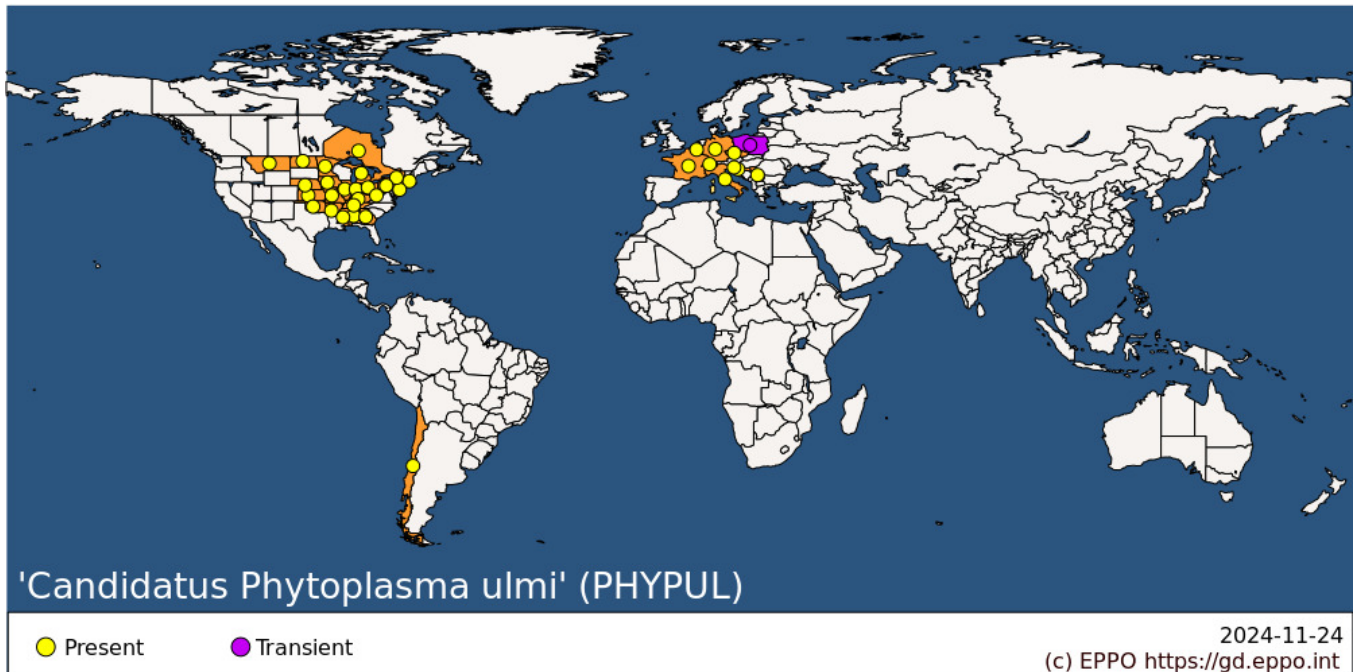 'Candidatus Phytoplasma ulmi' (PHYPUL)
Present
Transient
2024-11-24
(c) EPPO https://gd.eppo.int